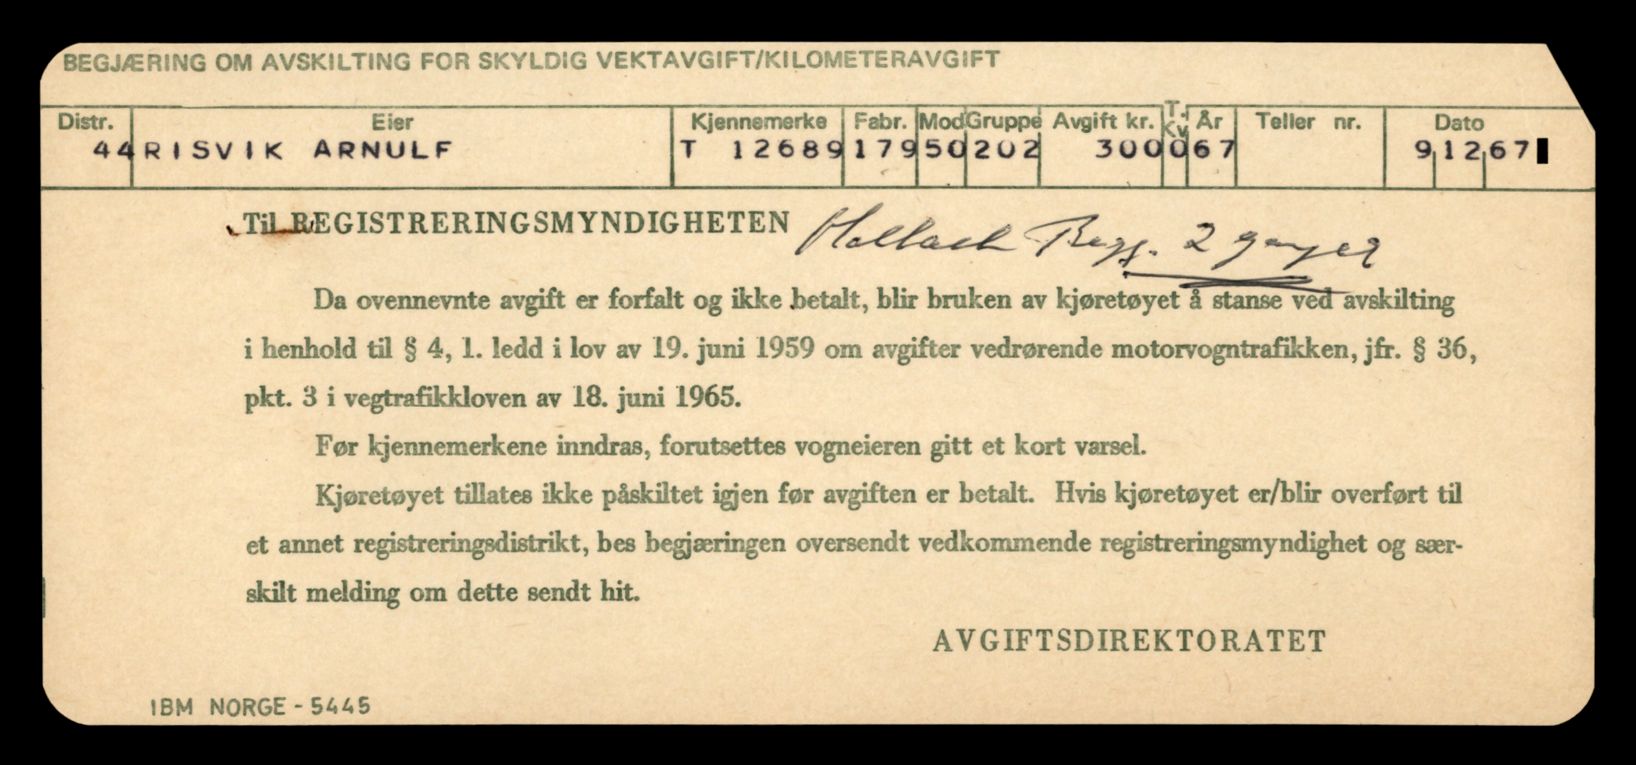 BEGJÆRING OM AVSKILTING FOR SKYLDIG VEKTAVGIFT/KILOMETERAVGIFT
Distr. Eier Kjennemerke Fabr. Mod Gruppe Avgift kr. T. Kv År Teller nr. Dato
44 RISVIK ARNULF T 12689 179 50 202 300 0 67 9 12 67
Til REGISTRERINGSMYNDIGHETEN
Begj. 2 ganger
Da ovennevnte avgift er forfalt og ikke betalt, blir bruken av kjøretøyet å stanse ved avskilting
i henhold til § 4, 1. ledd i lov av 19. juni 1959 om avgifter vedrørende motorvogntrafikken, jfr. § 36,
pkt. 3 i vegtrafikkloven av 18. juni 1965.
Før kjennemerkene inndras, forutsettes vogneieren gitt et kort varsel.
Kjøretøyet tillates ikke påskiltet igjen før avgiften er betalt. Hvis kjøretøyet er/blir overført til
et annet registreringsdistrikt, bes begjæringen oversendt vedkommende registreringsmyndighet og sær-
skilt melding om dette sendt hit.
AVGIFTSDIREKTORATET
IBM NORGE - 5445